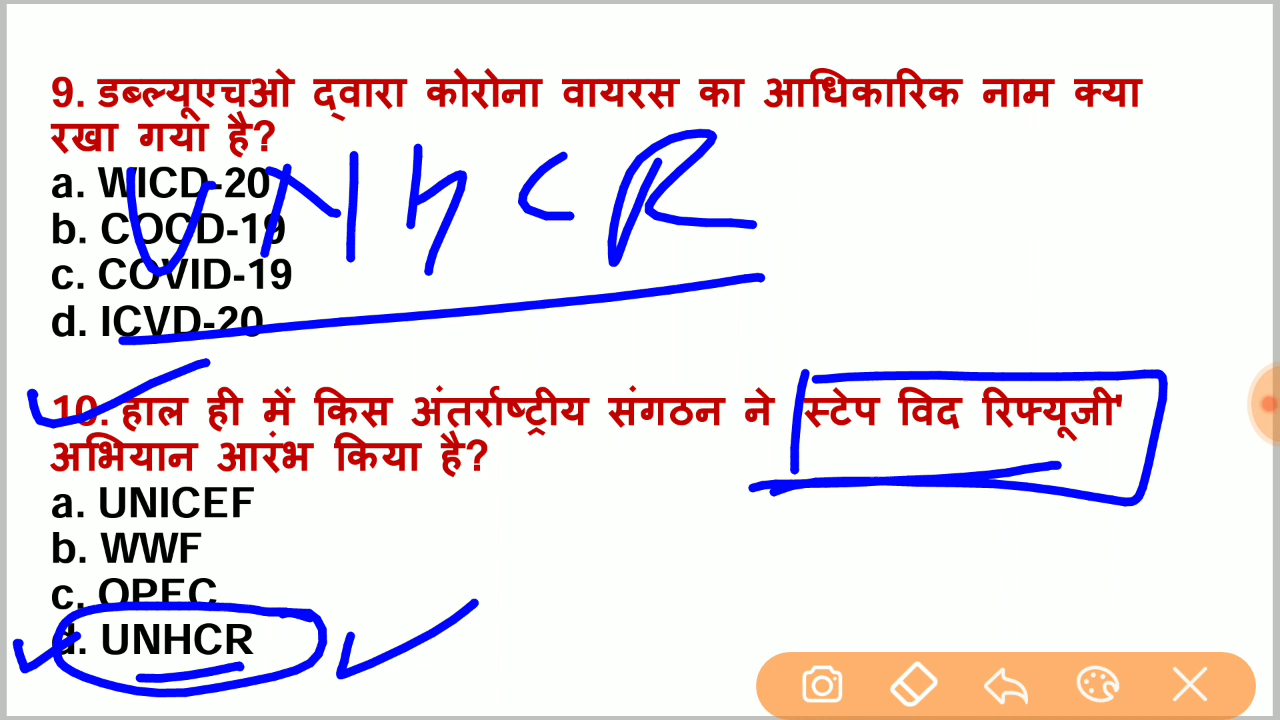 9. डब्ल्यूएचओ द्वारा कोरोना वायरस का आधिकारिक नाम क्या
रखा गया है?
a. WICD-20
b. COCD-19
c. COVID-19
d. ICVD-20
UNHCR
10. हाल ही में किस अंतर्राष्ट्रीय संगठन ने 'स्टेप विद रिफ्यूजी'
अभियान आरंभ किया है?
a. UNICEF
b. WWF
c. OPEC
d. UNHCR